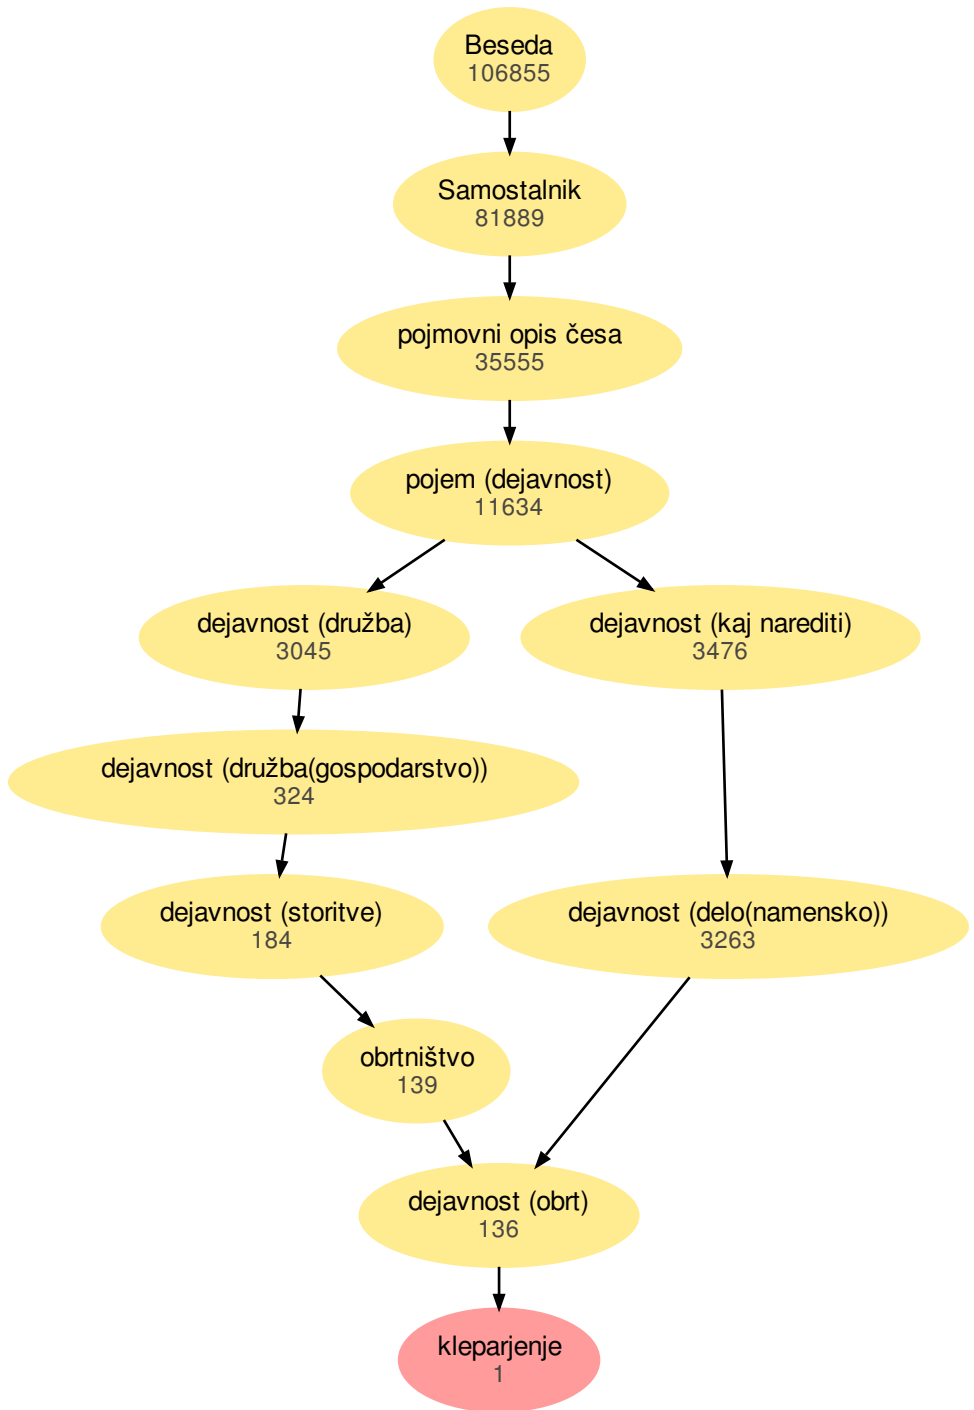 Beseda
106855
Samostalnik
81889
pojmovni opis česa
35555
pojem (dejavnost)
11634
dejavnost (družba)
3045
dejavnost (kaj narediti)
3476
dejavnost (družba(gospodarstvo))
324
dejavnost (storitve)
184
dejavnost (delo(namensko))
3263
obrtništvo
139
dejavnost (obrt)
136
kleparjenje
1